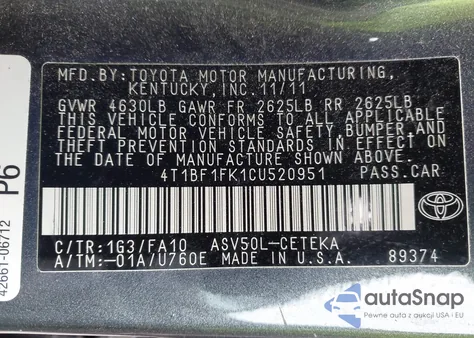 MFD.BY:TOYOTA MOTOR MANUFACTURING,
KENTUCKY, INC. 11/11
GVWR 4630LB GAWR FR 2625LB RR 2625LB
THIS VEHICLE CONFORMS TO ALL APPLICABLE
FEDERAL MOTOR VEHICLE SAFETY, BUMPER, AND
THEFT PREVENTION STANDARDS IN EFFECT ON
THE DATE OF MANUFACTURE SHOWN ABOVE.
4T1BF1FK1CU520951 PASS.CAR
C/TR:1G3/FA10 ASV50L-CETEKA
A/TM:-01A/U760E MADE IN U.S.A. 89374
TOYOTA
42661-06/12 P6
autoSnap
Pewne auta z aukcji USA i EU